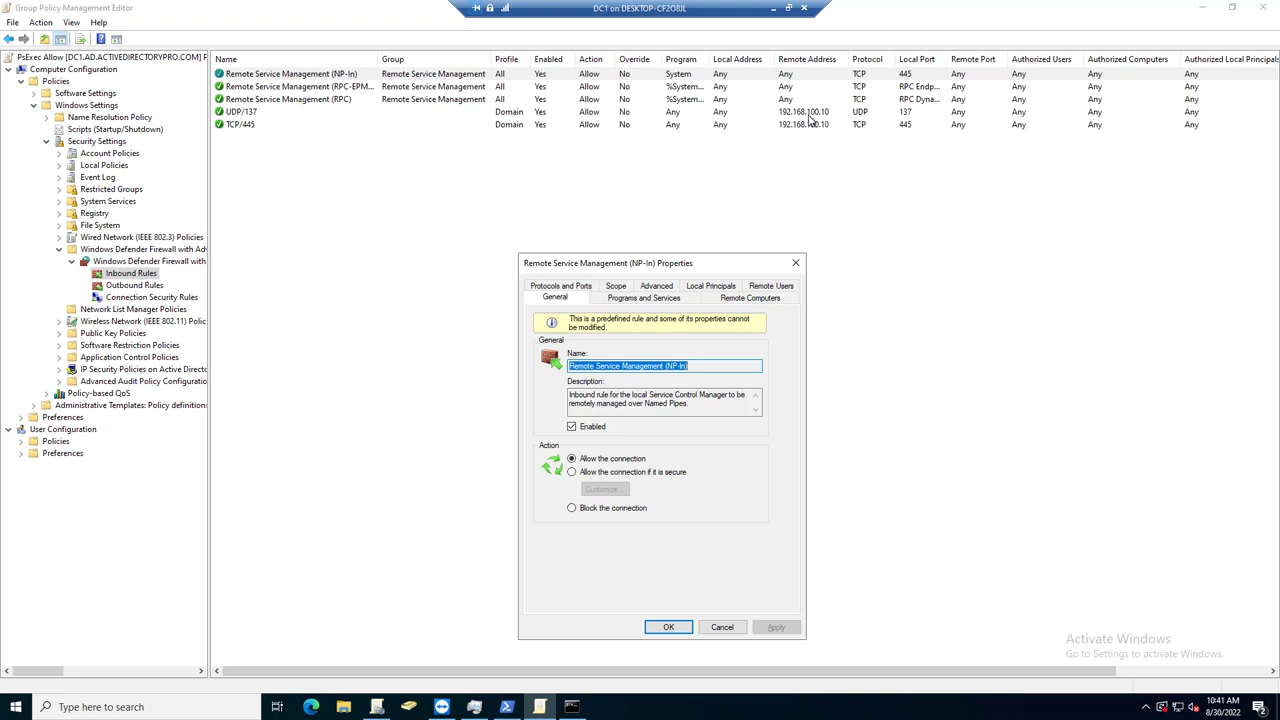 Group Policy Management Editor
DC1 on DESKTOP-CF2O8JL
File Action View Help
PsExec Allow [DC1.AD.ACTIVEDIRECTORYPRO.COM] P
Computer Configuration
Policies
Software Settings
Windows Settings
Name Resolution Policy
Scripts (Startup/Shutdown)
Security Settings
Account Policies
Local Policies
Event Log
Restricted Groups
System Services
Registry
File System
Wired Network (IEEE 802.3) Policies
Windows Defender Firewall with Adv
Windows Defender Firewall with
Inbound Rules
Outbound Rules
Connection Security Rules
Network List Manager Policies
Wireless Network (IEEE 802.11) Polic
Public Key Policies
Software Restriction Policies
Application Control Policies
IP Security Policies on Active Directo
Advanced Audit Policy Configuratio
Policy-based QoS
Administrative Templates: Policy definitions
Preferences
User Configuration
Policies
Preferences
Name Group Profile Enabled Action Override Program Local Address Remote Address Protocol Local Port Remote Port Authorized Users Authorized Computers Authorized Local Principals
Remote Service Management (NP-In) Remote Service Management All Yes Allow No System Any Any TCP 445 Any Any Any Any
Remote Service Management (RPC-EPM... Remote Service Management All Yes Allow No %System... Any Any TCP RPC Endp... Any Any Any Any
Remote Service Management (RPC) Remote Service Management All Yes Allow No %System... Any Any TCP RPC Dyna... Any Any Any Any
UDP/137 Domain Yes Allow No Any Any 192.168.100.10 UDP 137 Any Any Any Any
TCP/445 Domain Yes Allow No Any Any 192.168.100.10 TCP 445 Any Any Any Any
Remote Service Management (NP-In) Properties
Protocols and Ports Scope Advanced Local Principals Remote Users
General Programs and Services Remote Computers
This is a predefined rule and some of its properties cannot
be modified.
General
Name:
Remote Service Management (NP-In)
Description:
Inbound rule for the local Service Control Manager to be
remotely managed over Named Pipes.
Enabled
Action
Allow the connection
Allow the connection if it is secure
Customize...
Block the connection
OK Cancel Apply
Activate Windows
Go to Settings to activate Windows.
Type here to search
10:41 AM
8/30/2022
2